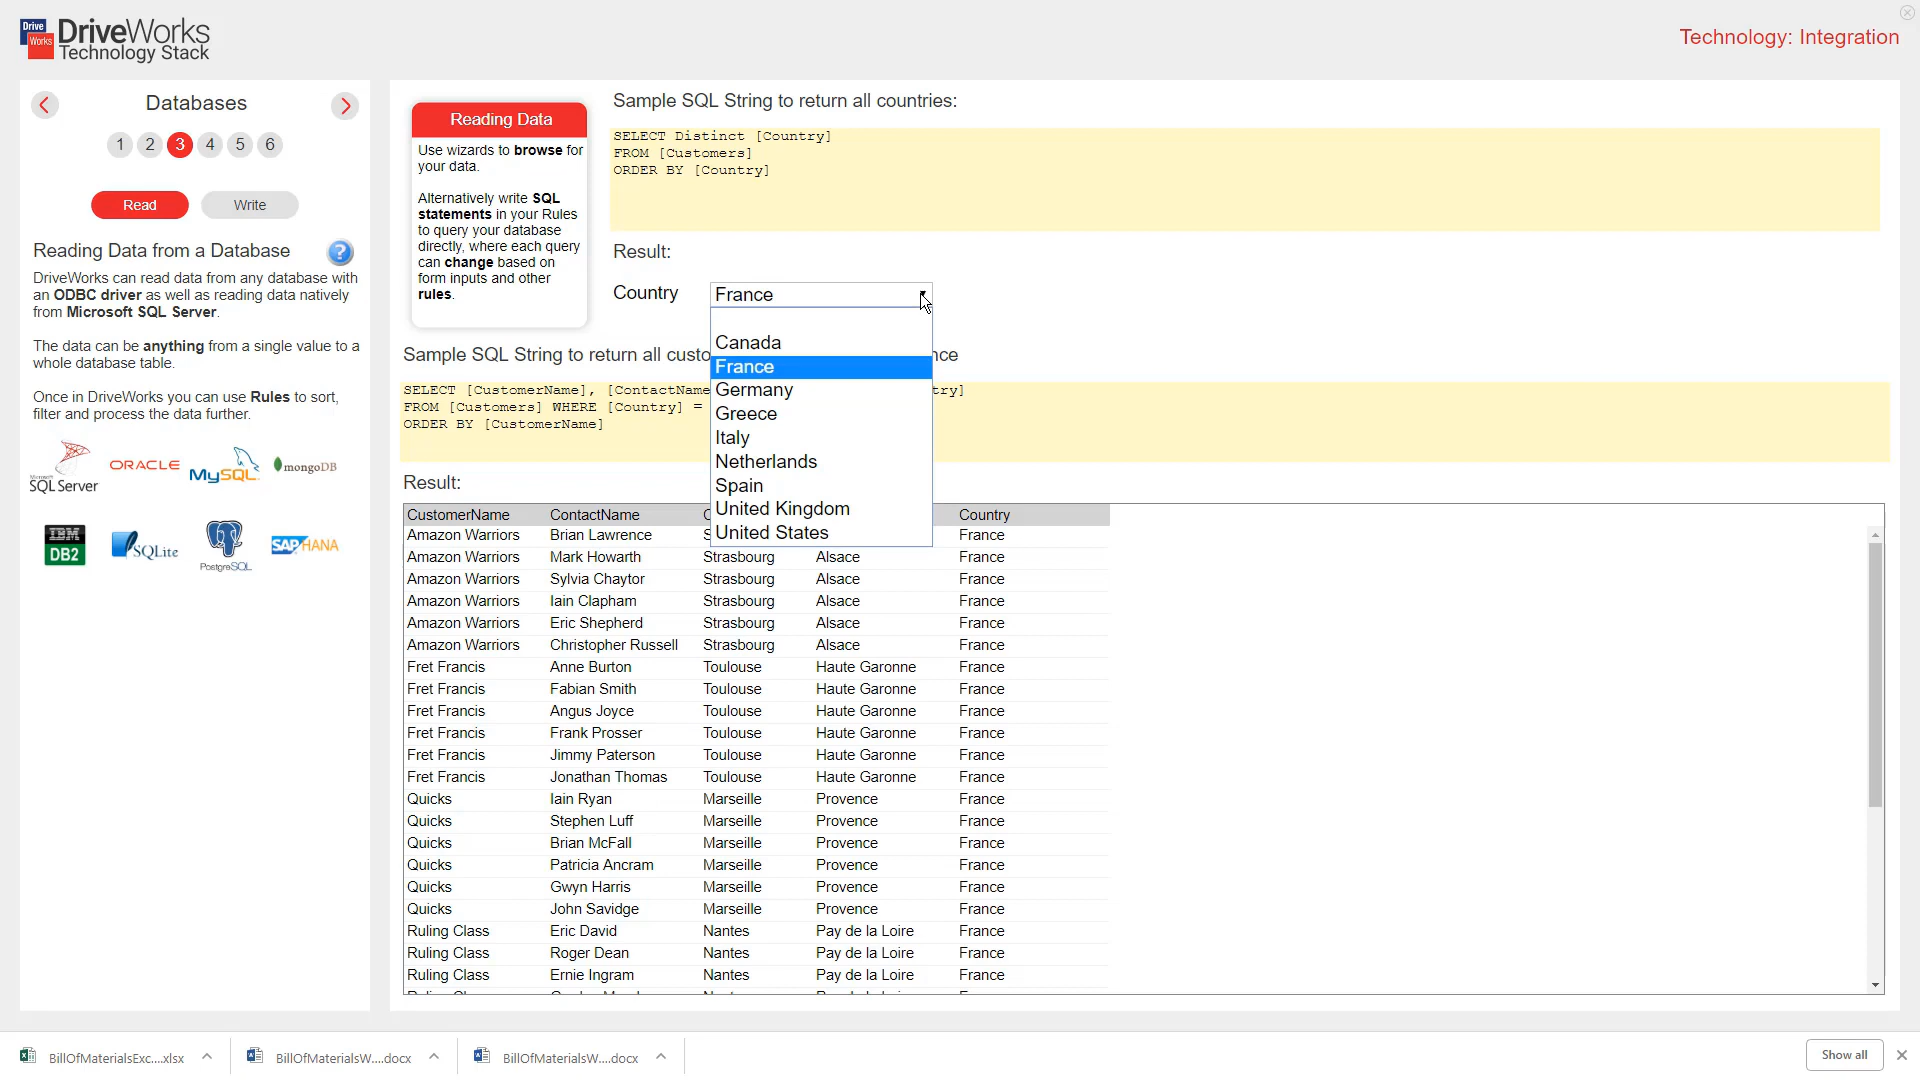 Drive Works
DriveWorks
Technology Stack
Technology: Integration
Databases
1 2 3 4 5 6
Read Write
Reading Data from a Database
?
DriveWorks can read data from any database with
an ODBC driver as well as reading data natively
from Microsoft SQL Server.
The data can be anything from a single value to a
whole database table.
Once in DriveWorks you can use Rules to sort,
filter and process the data further.
Microsoft SQL Server
ORACLE
MySQL
mongoDB
IBM DB2
SQLite
PostgreSQL
SAP HANA
Reading Data
Use wizards to browse for
your data.
Alternatively write SQL
statements in your Rules
to query your database
directly, where each query
can change based on
form inputs and other
rules.
Sample SQL String to return all countries:
SELECT Distinct [Country]
FROM [Customers]
ORDER BY [Country]
Result:
Country France
Canada
France
Germany
Greece
Italy
Netherlands
Spain
United Kingdom
United States
Sample SQL String to return all custo nce
SELECT [CustomerName], [ContactName try]
FROM [Customers] WHERE [Country] =
ORDER BY [CustomerName]
Result:
CustomerName ContactName Country
Amazon Warriors Brian Lawrence S France
Amazon Warriors Mark Howarth Strasbourg Alsace France
Amazon Warriors Sylvia Chaytor Strasbourg Alsace France
Amazon Warriors Iain Clapham Strasbourg Alsace France
Amazon Warriors Eric Shepherd Strasbourg Alsace France
Amazon Warriors Christopher Russell Strasbourg Alsace France
Fret Francis Anne Burton Toulouse Haute Garonne France
Fret Francis Fabian Smith Toulouse Haute Garonne France
Fret Francis Angus Joyce Toulouse Haute Garonne France
Fret Francis Frank Prosser Toulouse Haute Garonne France
Fret Francis Jimmy Paterson Toulouse Haute Garonne France
Fret Francis Jonathan Thomas Toulouse Haute Garonne France
Quicks Iain Ryan Marseille Provence France
Quicks Stephen Luff Marseille Provence France
Quicks Brian McFall Marseille Provence France
Quicks Patricia Ancram Marseille Provence France
Quicks Gwyn Harris Marseille Provence France
Quicks John Savidge Marseille Provence France
Ruling Class Eric David Nantes Pay de la Loire France
Ruling Class Roger Dean Nantes Pay de la Loire France
Ruling Class Ernie Ingram Nantes Pay de la Loire France
BillOfMaterialsExc....xlsx BillOfMaterialsW....docx BillOfMaterialsW....docx Show all